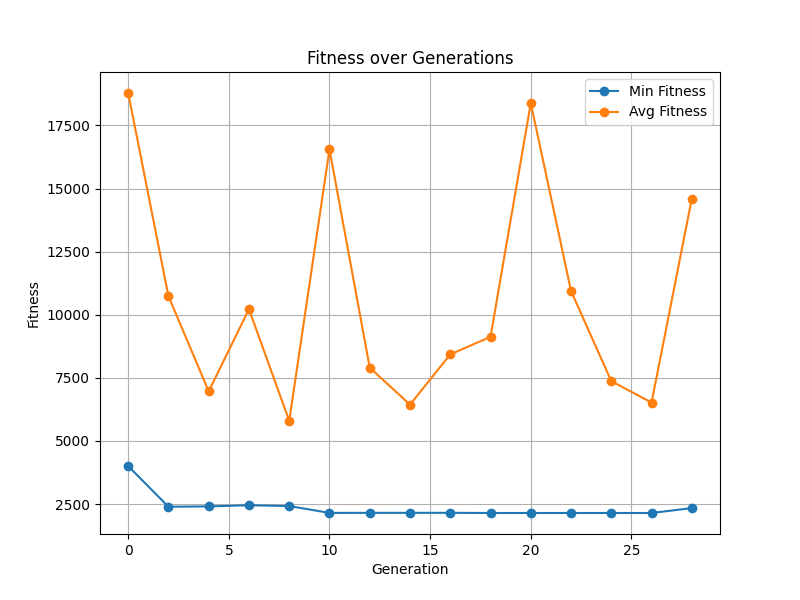 Fitness over Generations
Min Fitness
Avg Fitness
17500
15000
12500
10000
7500
5000
2500
Fitness
0 5 10 15 20 25
Generation